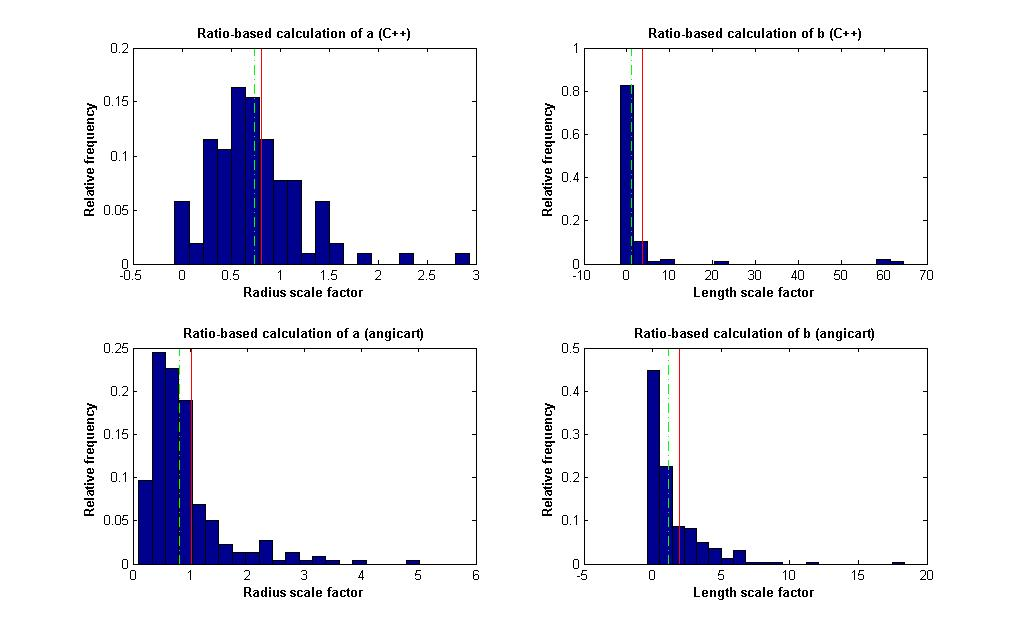 Ratio-based calculation of a (C++)
0.2
0.15
0.1
0.05
0
Relative frequency
-0.5 0 0.5 1 1.5 2 2.5 3
Radius scale factor
Ratio-based calculation of b (C++)
1
0.8
0.6
0.4
0.2
0
Relative frequency
-10 0 10 20 30 40 50 60 70
Length scale factor
Ratio-based calculation of a (angicart)
0.25
0.2
0.15
0.1
0.05
0
Relative frequency
0 1 2 3 4 5 6
Radius scale factor
Ratio-based calculation of b (angicart)
0.5
0.4
0.3
0.2
0.1
0
Relative frequency
-5 0 5 10 15 20
Length scale factor